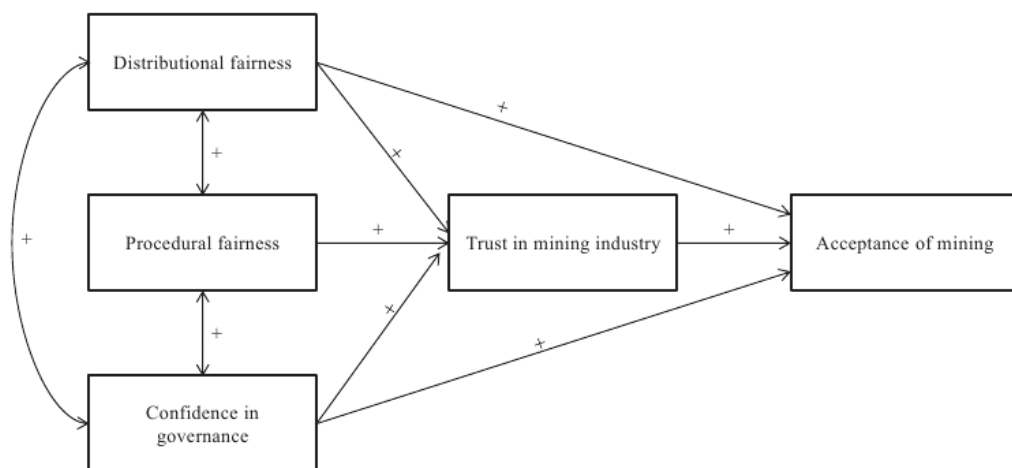 Distributional fairness
+
+
+
+
Procedural fairness
+
Trust in mining industry
+
Acceptance of mining
+
+
+
Confidence in
governance